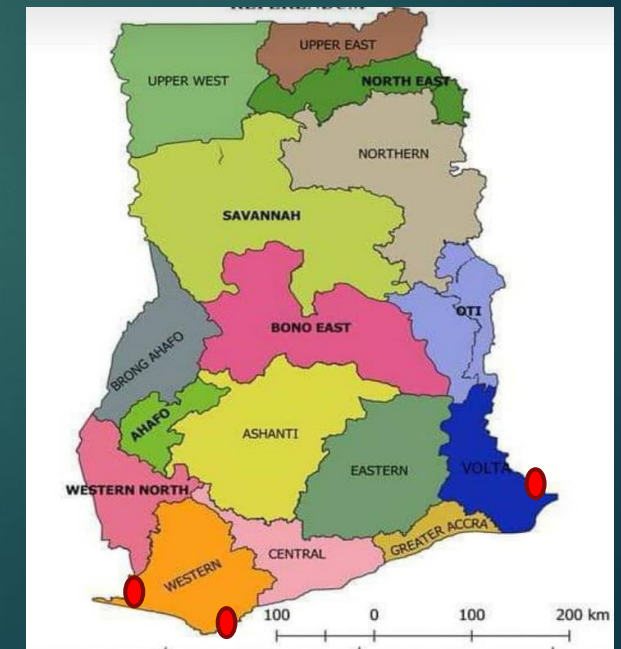 REFERENDUM
UPPER EAST
UPPER WEST
NORTH EAST
NORTHERN
SAVANNAH
OTI
BONO EAST
BRONG AHAFO
AHAFO
ASHANTI
EASTERN
VOLTA
WESTERN NORTH
GREATER ACCRA
CENTRAL
WESTERN
100 0 100 200 km